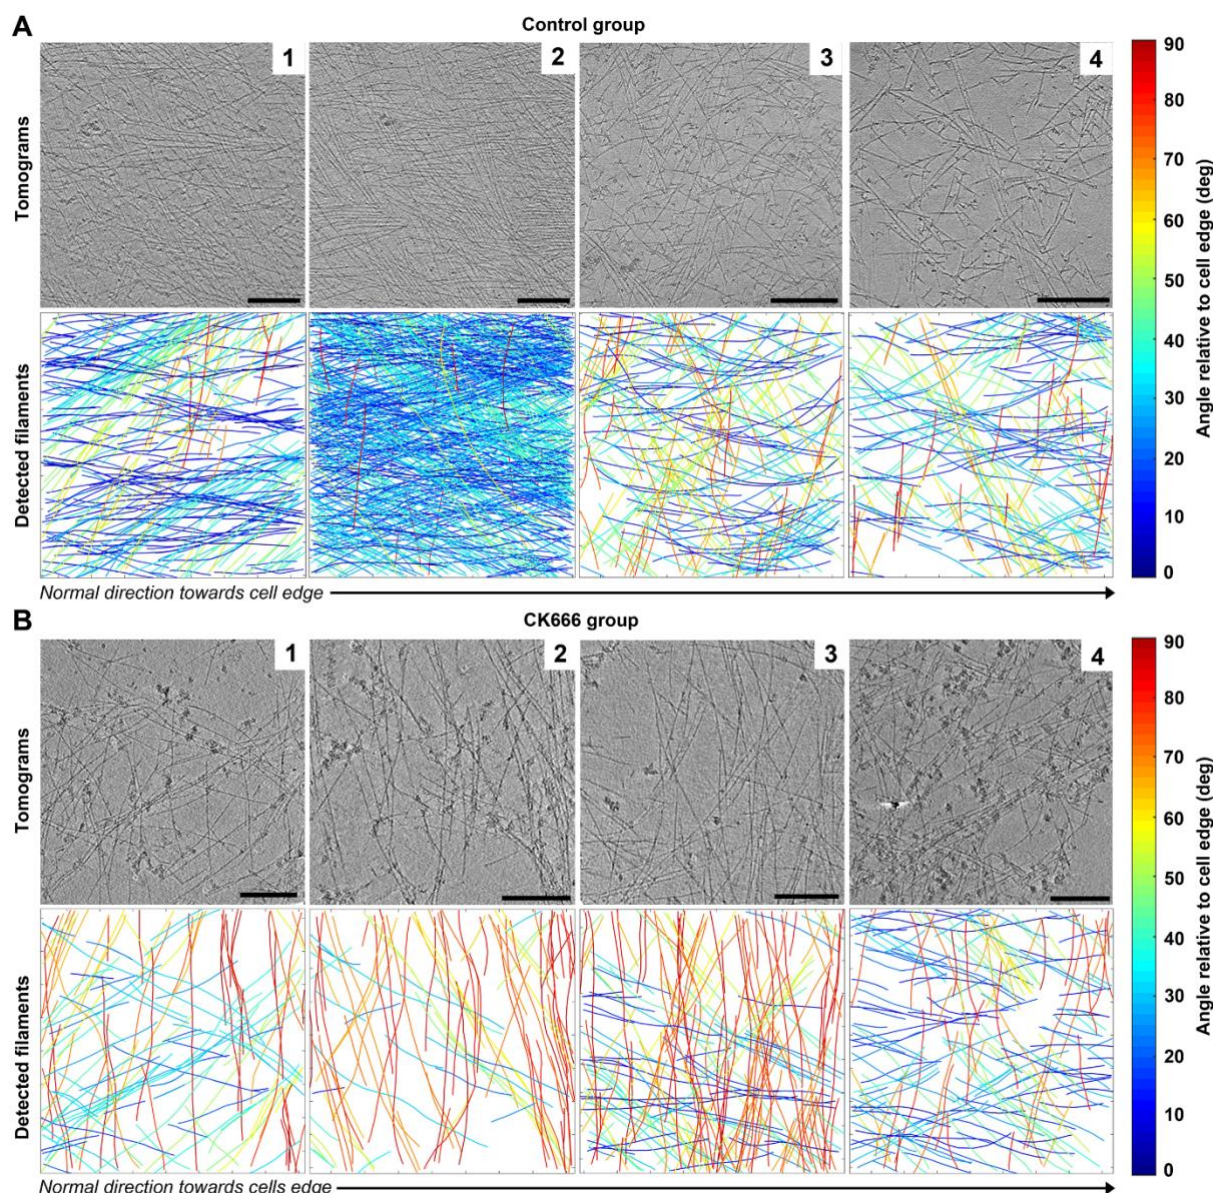 A
Control group
Tomograms
1
2
3
4
Detected filaments
90
80
70
60
50
40
30
20
10
0
Angle relative to cell edge (deg)
Normal direction towards cell edge
B
CK666 group
Tomograms
1
2
3
4
Detected filaments
90
80
70
60
50
40
30
20
10
0
Angle relative to cell edge (deg)
Normal direction towards cells edge